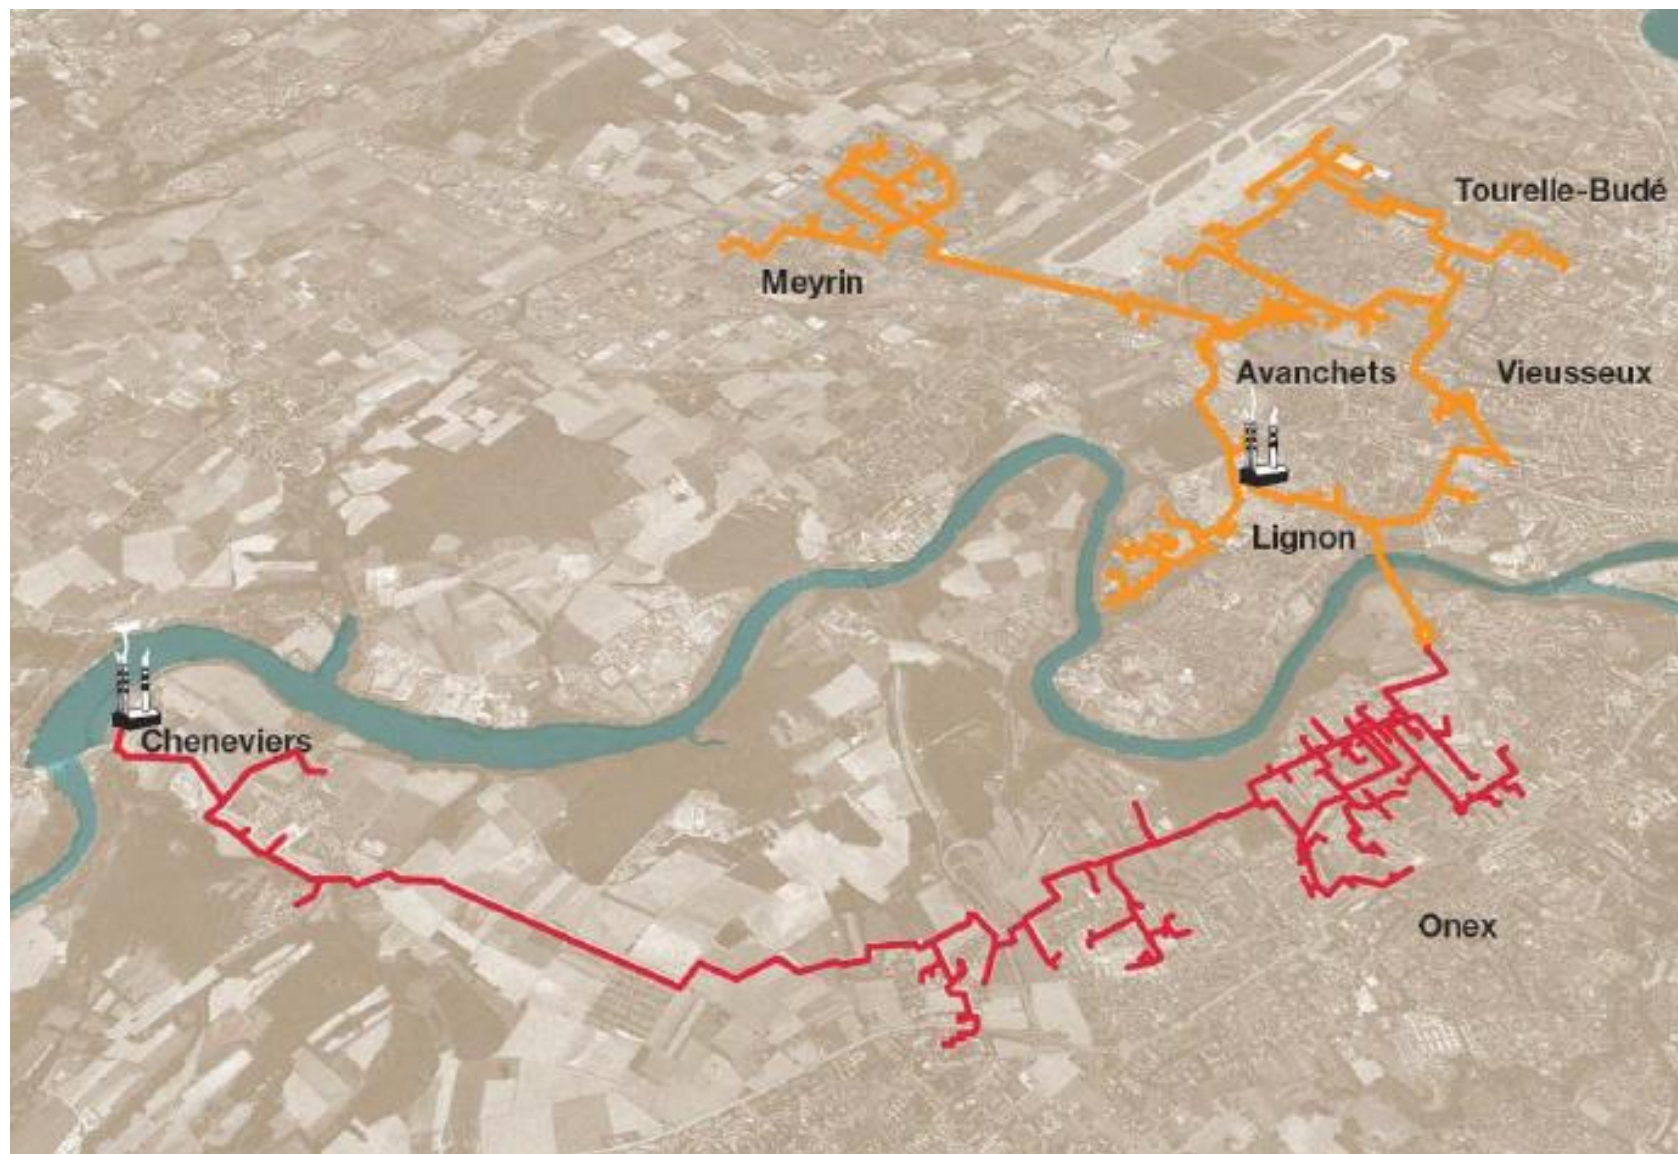 Tourelle-Budé
Meyrin
Avanchets
Vieusseux
Lignon
Cheneviers
Onex